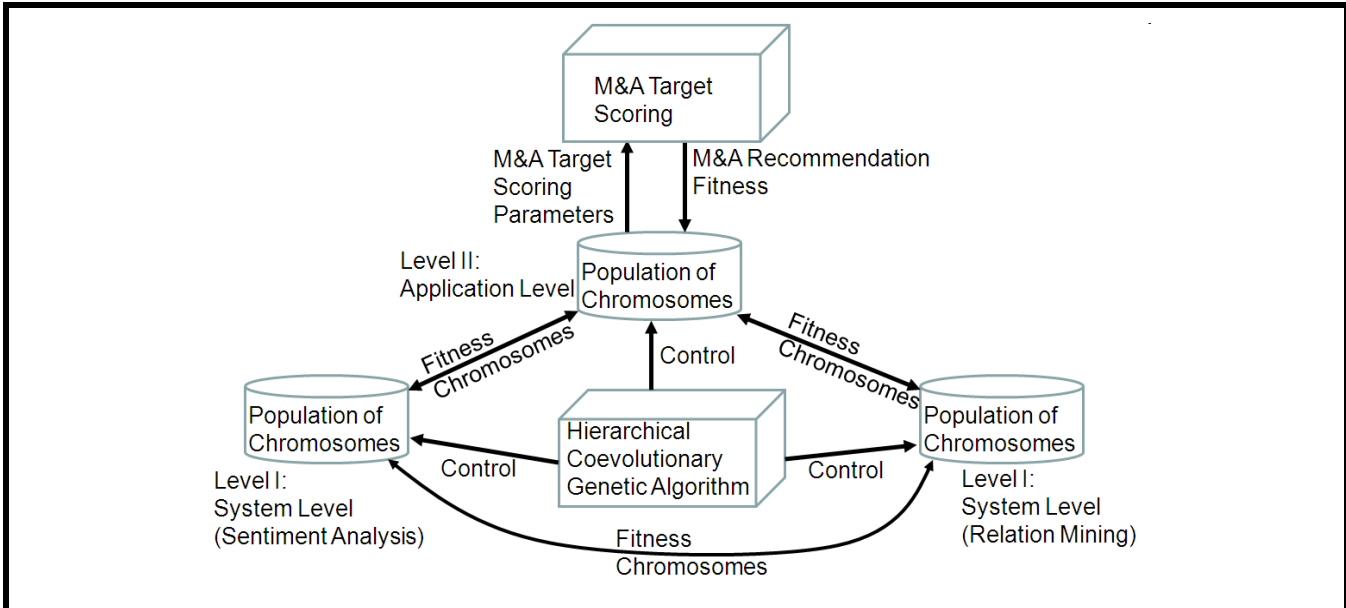 M&A Target
Scoring
M&A Target
Scoring
Parameters
M&A Recommendation
Fitness
Level II:
Application Level
Population of
Chromosomes
Fitness
Chromosomes
Fitness
Chromosomes
Control
Population of
Chromosomes
Hierarchical
Coevolutionary
Genetic Algorithm
Population of
Chromosomes
Control
Control
Level I:
System Level
(Sentiment Analysis)
Level I:
System Level
(Relation Mining)
Fitness
Chromosomes